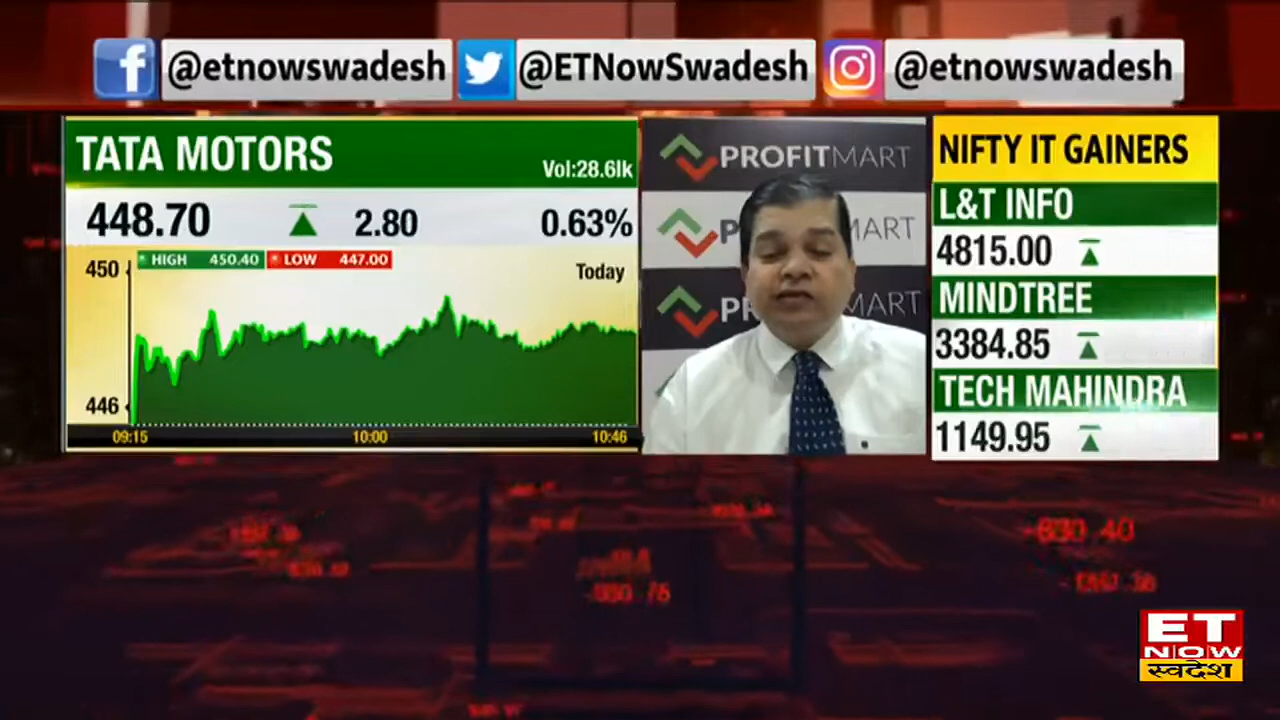 @etnowswadesh @ETNowSwadesh @etnowswadesh
TATA MOTORS Vol:28.6lk
448.70 2.80 0.63%
HIGH 450.40 LOW 447.00
Today
450
446
09:15 10:00 10:46
PROFITMART
MART
MART
NIFTY IT GAINERS
L&T INFO
4815.00
MINDTREE
3384.85
TECH MAHINDRA
1149.95
ET
NOW
स्वदेश